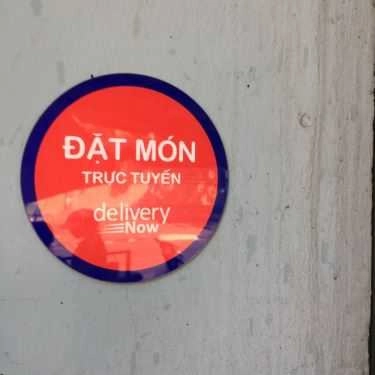 ĐẶT MÓN
TRỰC TUYẾN
delivery
Now